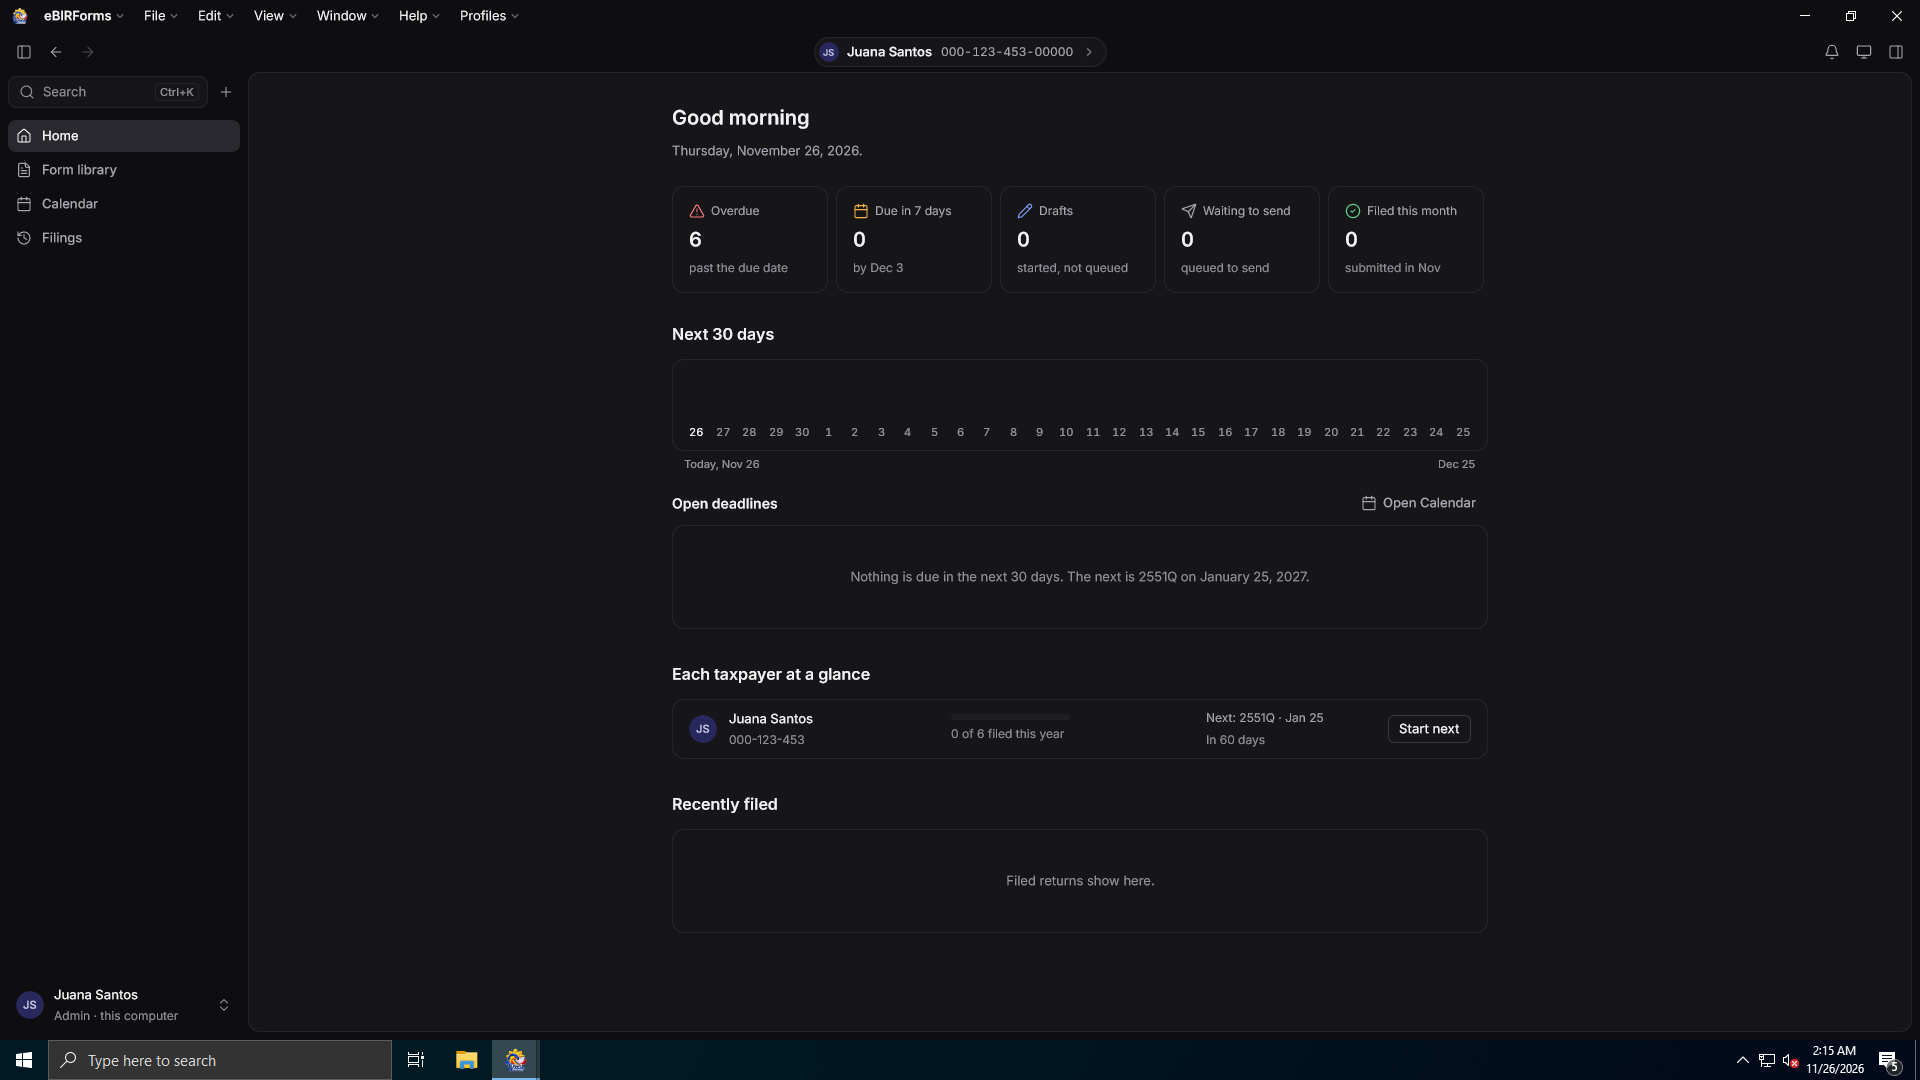 eBIRForms File Edit View Window Help Profiles
JS Juana Santos 000-123-453-00000
Search Ctrl+K
Home
Form library
Calendar
Filings
Good morning
Thursday, November 26, 2026.
Overdue
6
past the due date
Due in 7 days
0
by Dec 3
Drafts
0
started, not queued
Waiting to send
0
queued to send
Filed this month
0
submitted in Nov
Next 30 days
26 27 28 29 30 1 2 3 4 5 6 7 8 9 10 11 12 13 14 15 16 17 18 19 20 21 22 23 24 25
Today, Nov 26 Dec 25
Open deadlines Open Calendar
Nothing is due in the next 30 days. The next is 2551Q on January 25, 2027.
Each taxpayer at a glance
JS
Juana Santos
000-123-453
0 of 6 filed this year
Next: 2551Q · Jan 25
In 60 days
Start next
Recently filed
Filed returns show here.
JS
Juana Santos
Admin · this computer
Type here to search
2:15 AM
11/26/2026
5